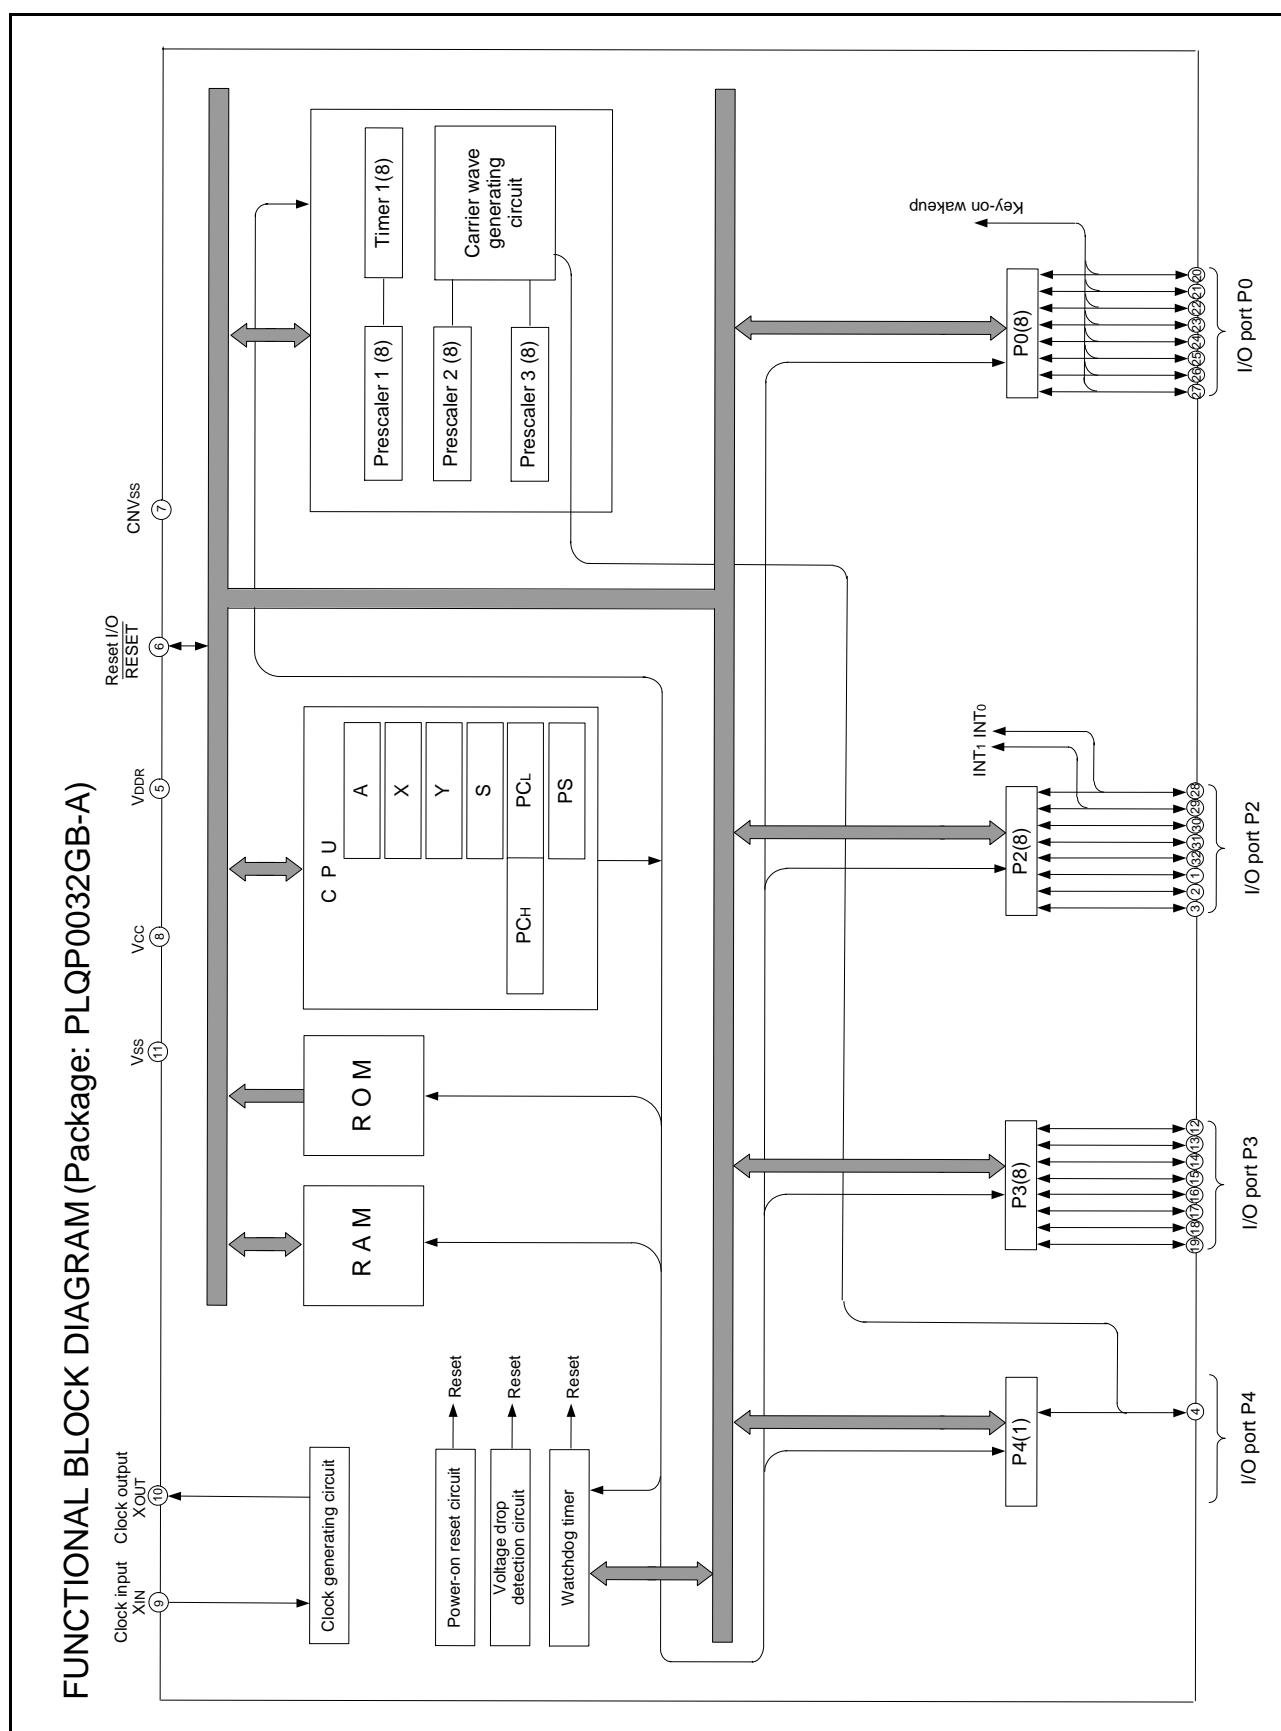 FUNCTIONAL BLOCK DIAGRAM (Package: PLQP0032GB-A)
Clock input
XIN
9
Clock output
XOUT
10
VSS
11
VCC
8
VDDR
5
Reset I/O
RESET
6
CNVSS
7
Clock generating circuit
Power-on reset circuit
Reset
Voltage drop
detection circuit
Reset
Watchdog timer
Reset
RAM
ROM
CPU
A
X
Y
S
PCH
PCL
PS
Prescaler 1 (8)
Timer 1(8)
Prescaler 2 (8)
Prescaler 3 (8)
Carrier wave
generating
circuit
P4(1)
P3(8)
P2(8)
P0(8)
INT1 INT0
Key-on wakeup
4
19 18 17 16 15 14 13 12
3 2 1 32 31 30 29 28
27 26 25 24 23 22 21 20
I/O port P4
I/O port P3
I/O port P2
I/O port P0